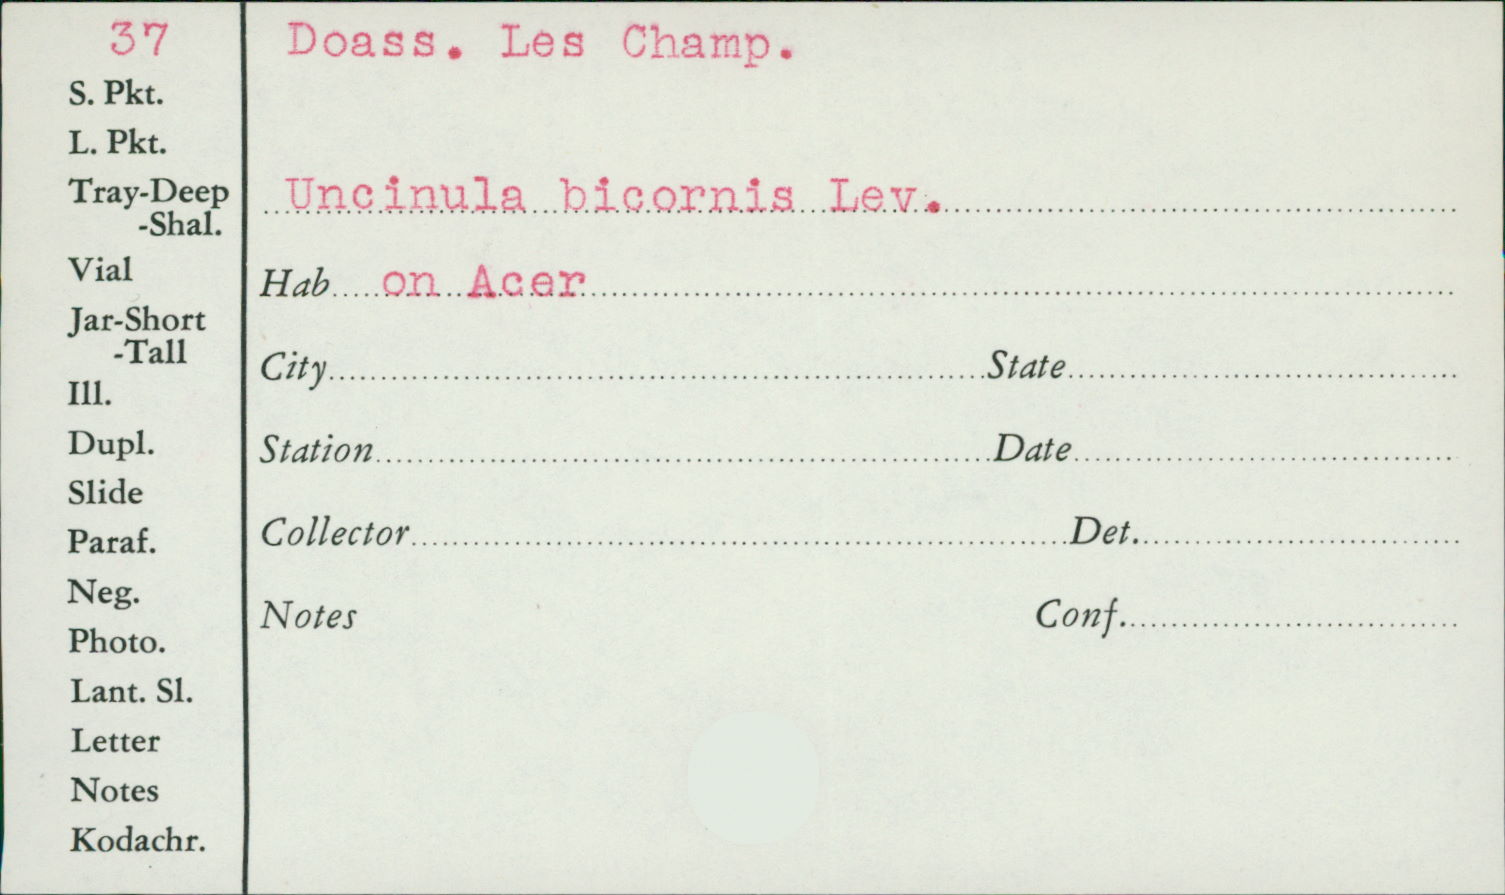 37
Doass. Les Champ.
S. Pkt.
L. Pkt.
Tray-Deep
-Shal.
Uncinula bicornis Lev.
Vial
Hab on Acer
Jar-Short
-Tall
City State
Ill.
Dupl.
Station Date
Slide
Paraf.
Collector Det.
Neg.
Notes Conf.
Photo.
Lant. Sl.
Letter
Notes
Kodachr.